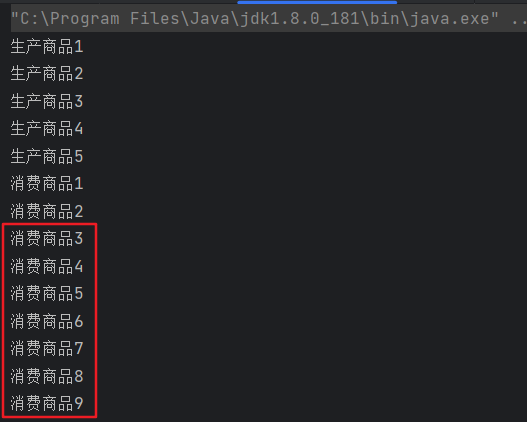 "C:\Program Files\Java\jdk1.8.0_181\bin\java.exe" ..
生产商品1
生产商品2
生产商品3
生产商品4
生产商品5
消费商品1
消费商品2
消费商品3
消费商品4
消费商品5
消费商品6
消费商品7
消费商品8
消费商品9